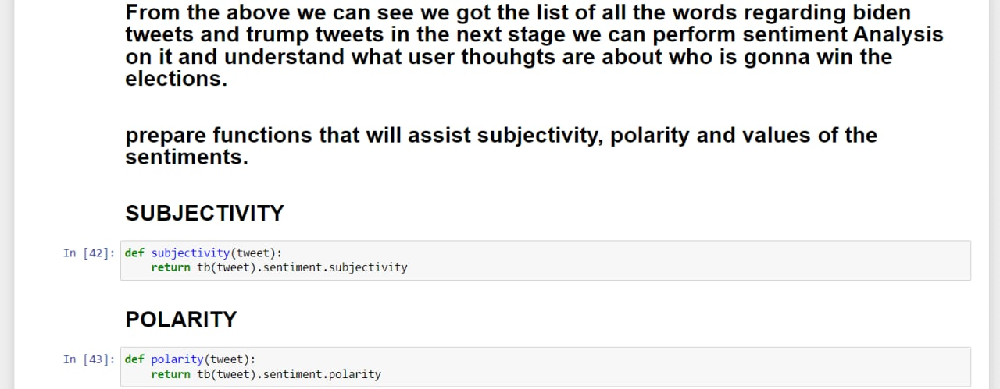 From the above we can see we got the list of all the words regarding biden
tweets and trump tweets in the next stage we can perform sentiment Analysis
on it and understand what user thouhgts are about who is gonna win the
elections.
prepare functions that will assist subjectivity, polarity and values of the
sentiments.
SUBJECTIVITY
In [42]: def subjectivity(tweet):
return tb(tweet).sentiment.subjectivity
POLARITY
In [43]: def polarity(tweet):
return tb(tweet).sentiment.polarity